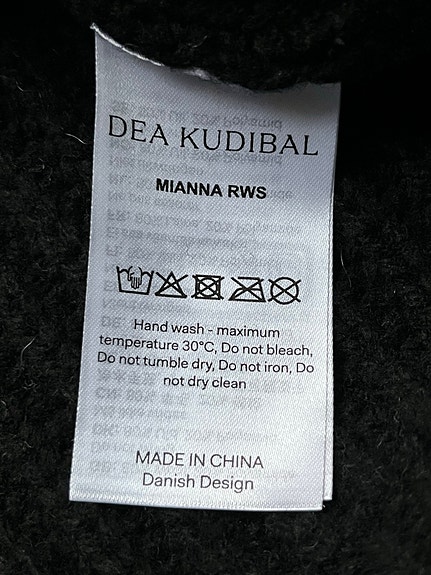 DEA KUDIBAL
MIANNA RWS
Hand wash - maximum
temperature 30°C, Do not bleach,
Do not tumble dry, Do not iron, Do
not dry clean
MADE IN CHINA
Danish Design